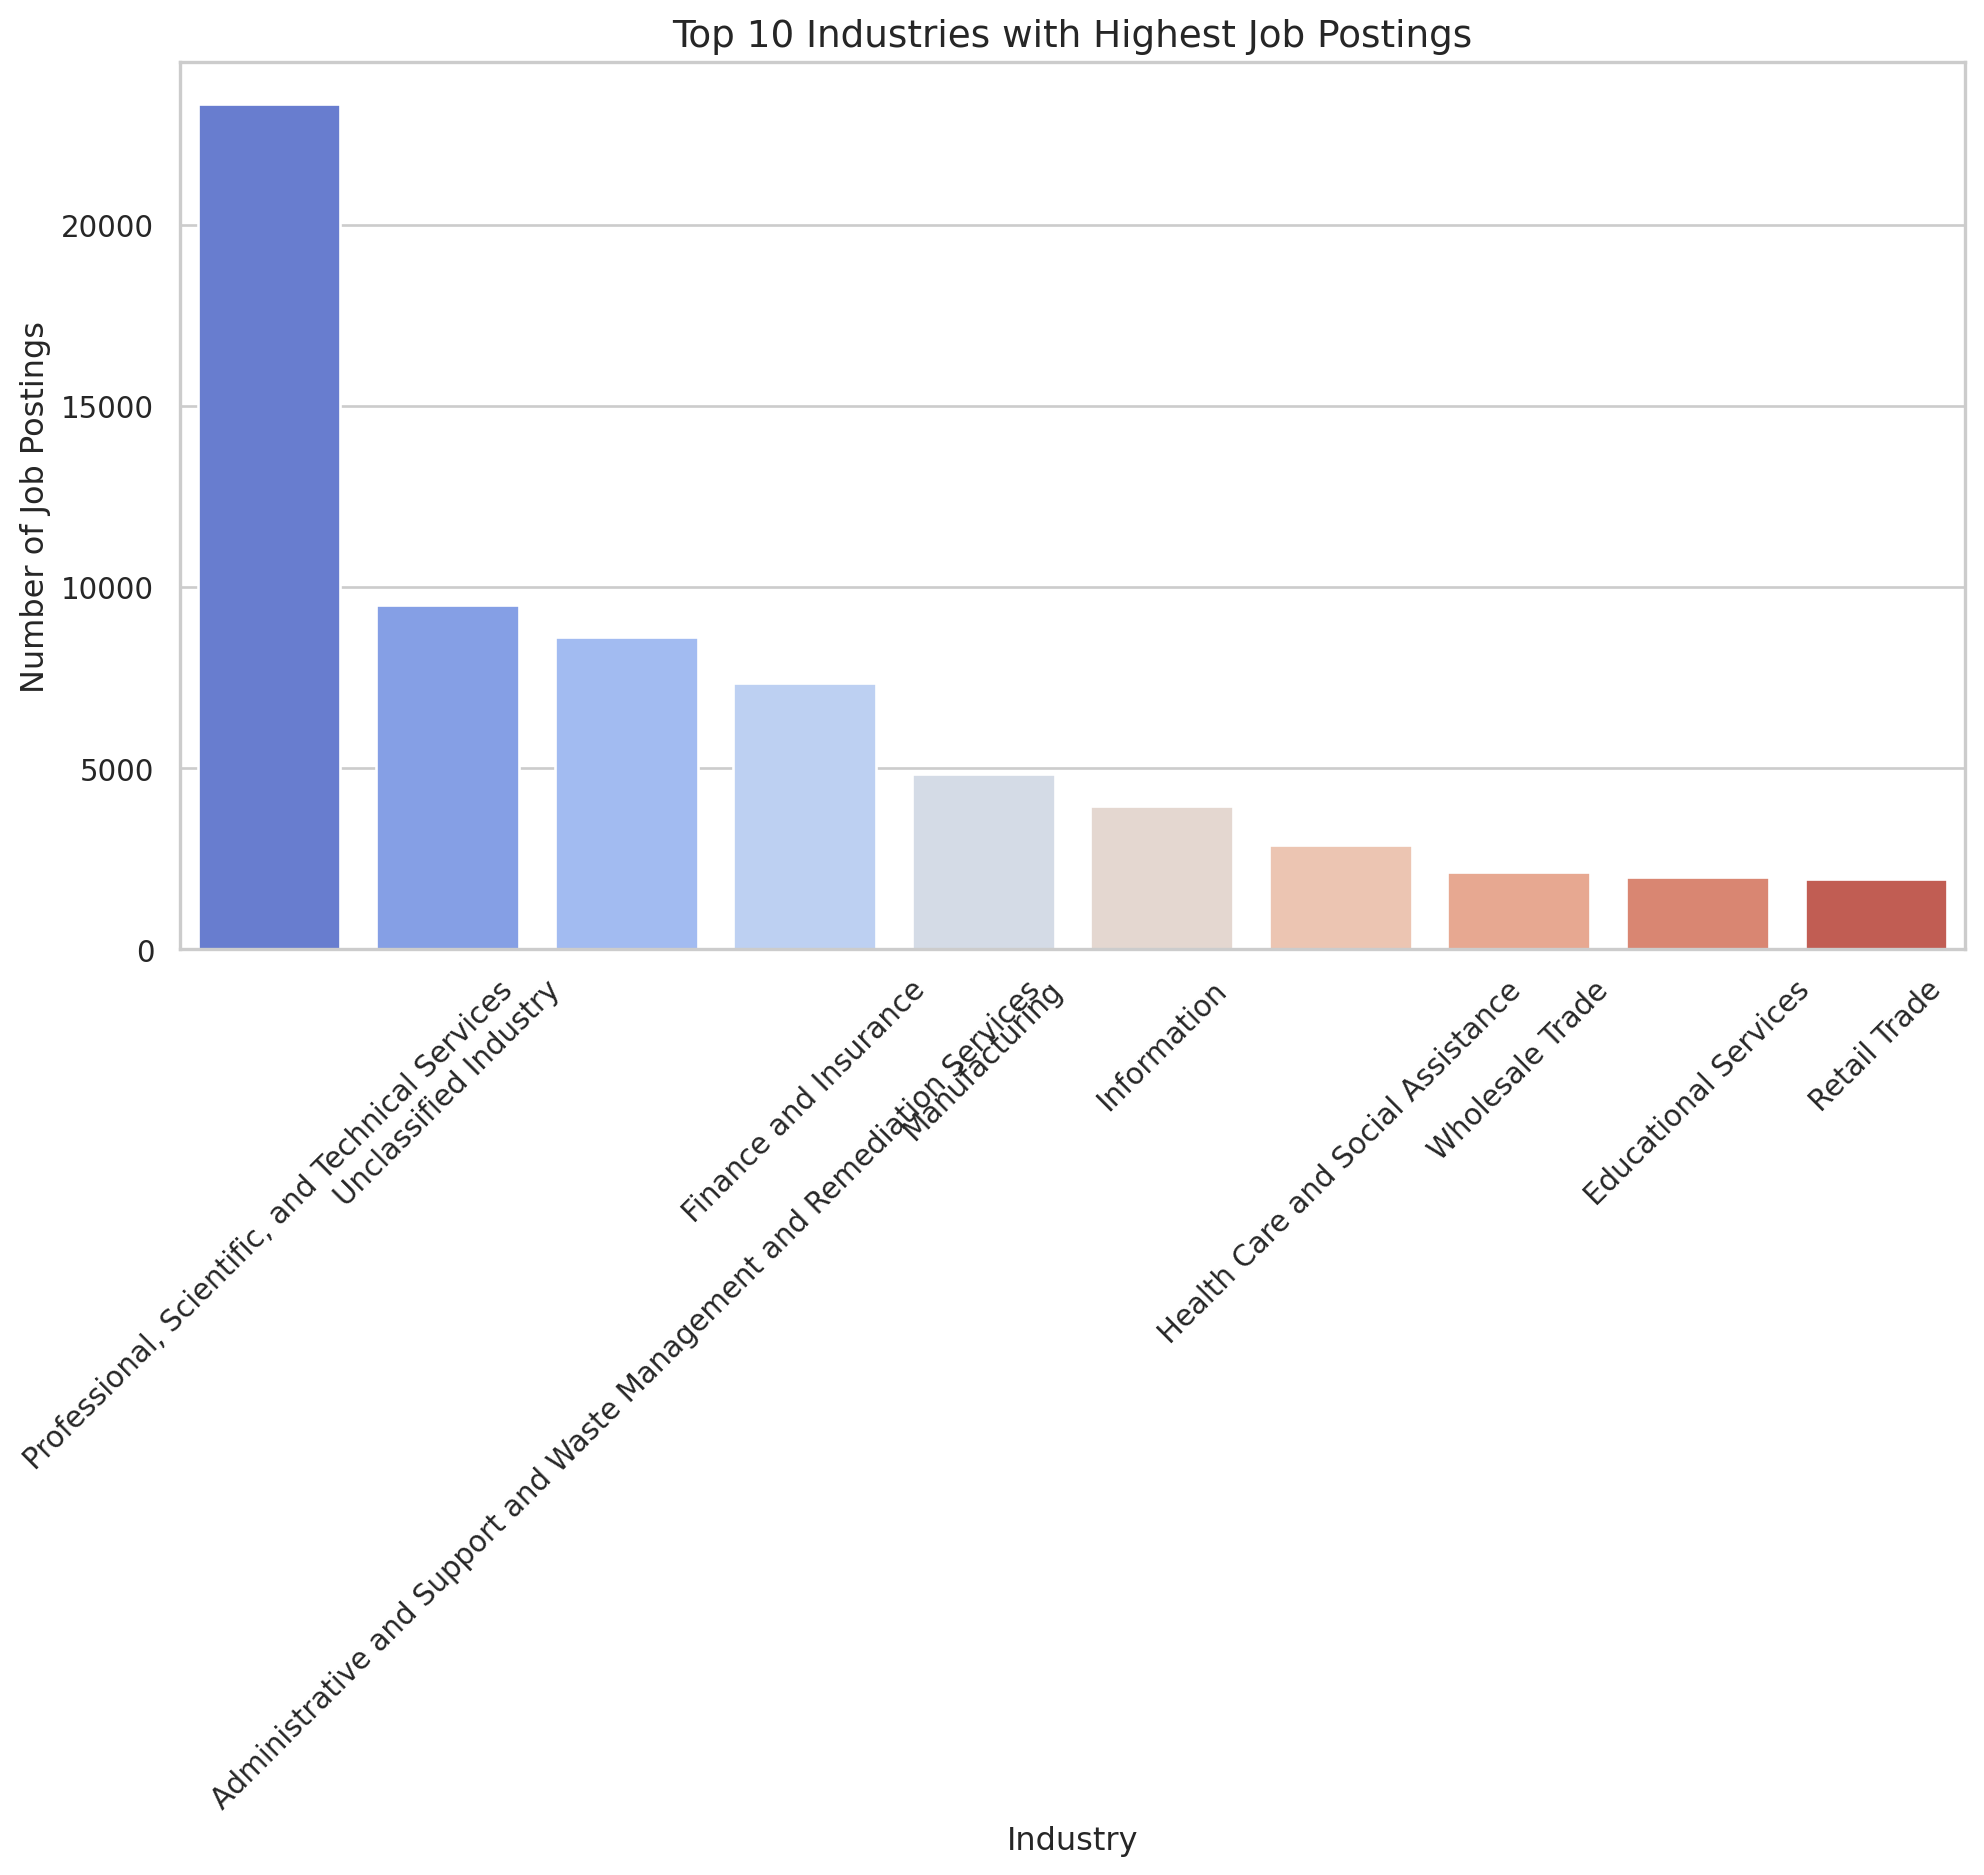 Top 10 Industries with Highest Job Postings
Number of Job Postings
20000
15000
10000
5000
0
Professional, Scientific, and Technical Services
Unclassified Industry
Administrative and Support and Waste Management and Remediation Services
Finance and Insurance
Manufacturing
Information
Health Care and Social Assistance
Wholesale Trade
Educational Services
Retail Trade
Industry